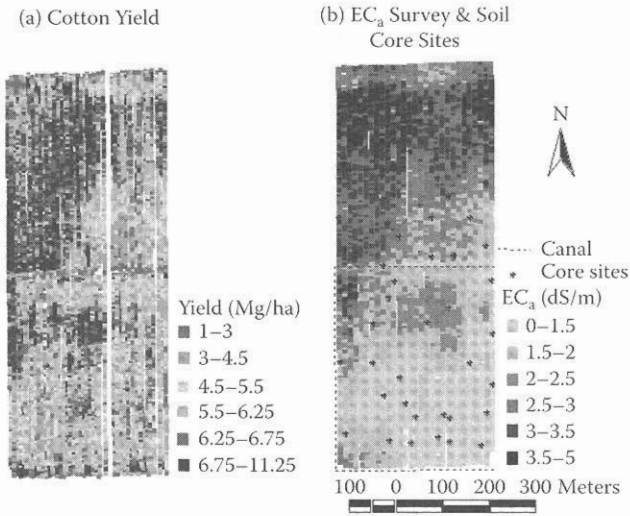 (a) Cotton Yield
(b) ECa Survey & Soil
Core Sites
N
Canal
Core sites
Yield (Mg/ha)
1–3
3–4.5
4.5–5.5
5.5–6.25
6.25–6.75
6.75–11.25
ECa (dS/m)
0–1.5
1.5–2
2–2.5
2.5–3
3–3.5
3.5–5
100 0 100 200 300 Meters